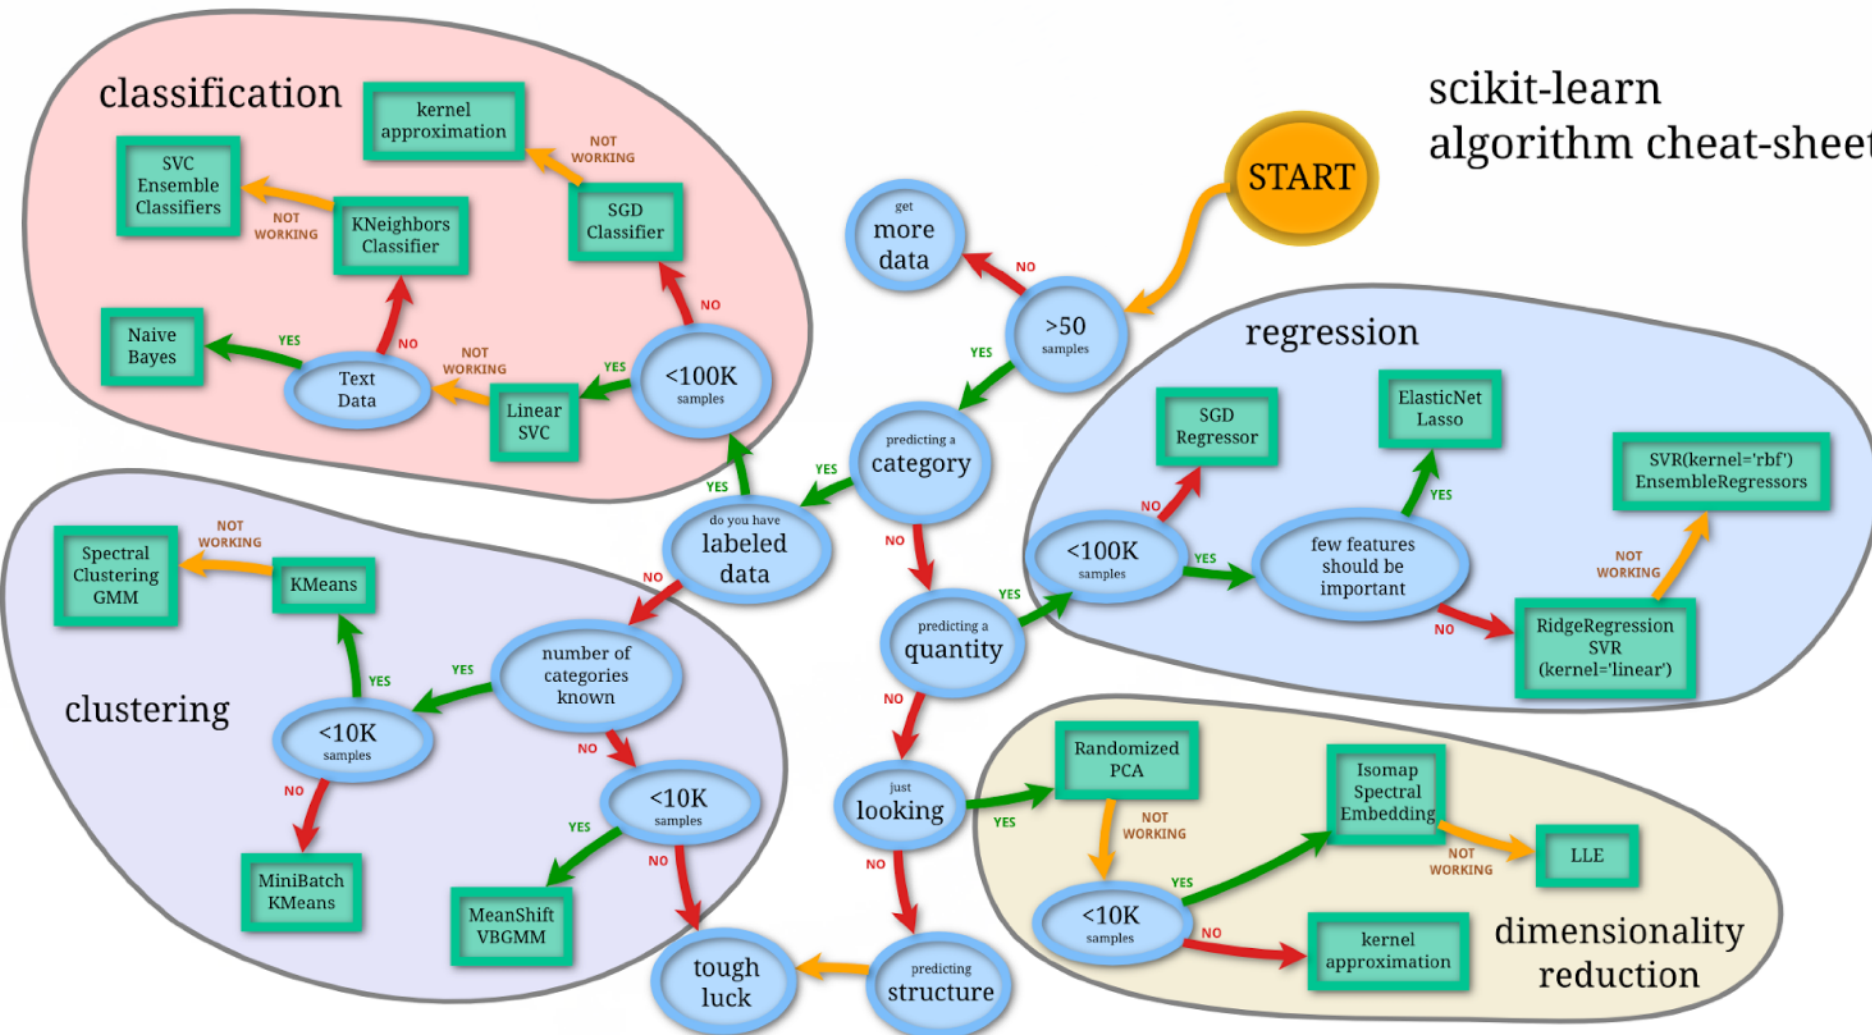 scikit-learn
algorithm cheat-sheet
START
classification
kernel
approximation
NOT
WORKING
SVC
Ensemble
Classifiers
NOT
WORKING
KNeighbors
Classifier
SGD
Classifier
NO
Naive
Bayes
YES
Text
Data
NO
NOT
WORKING
Linear
SVC
YES
<100K
samples
get
more
data
NO
>50
samples
YES
predicting a
category
YES
NO
YES
do you have
labeled
data
NO
regression
SGD
Regressor
NO
ElasticNet
Lasso
YES
SVR(kernel='rbf')
EnsembleRegressors
NOT
WORKING
<100K
samples
YES
few features
should be
important
NO
RidgeRegression
SVR
(kernel='linear')
YES
predicting a
quantity
NO
clustering
Spectral
Clustering
GMM
NOT
WORKING
KMeans
YES
<10K
samples
YES
number of
categories
known
NO
NO
MiniBatch
KMeans
<10K
samples
YES
NO
MeanShift
VBGMM
tough
luck
just
looking
YES
NO
predicting
structure
Randomized
PCA
NOT
WORKING
<10K
samples
YES
Isomap
Spectral
Embedding
NOT
WORKING
LLE
NO
kernel
approximation
dimensionality
reduction